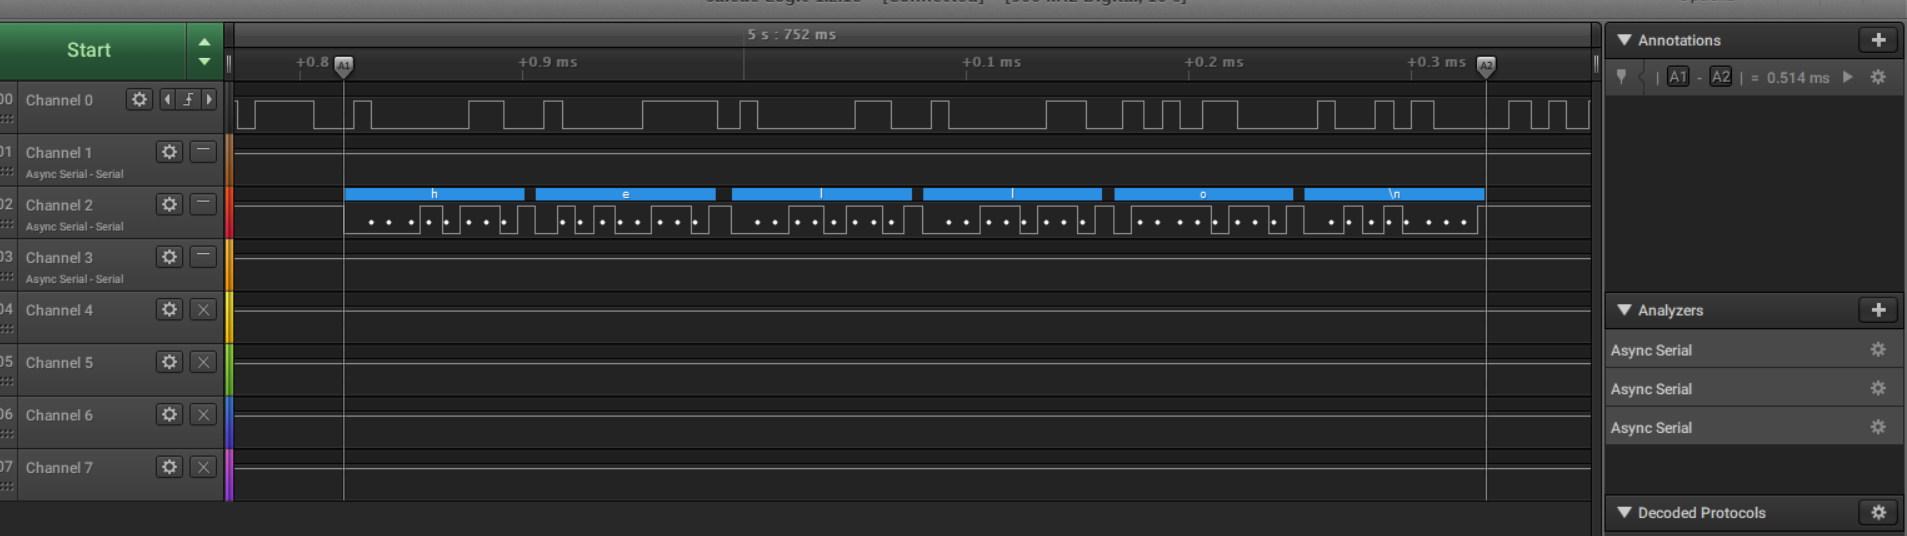 Start
5 s : 752 ms
+0.8
A1
+0.9 ms
+0.1 ms
+0.2 ms
+0.3 ms
A2
Annotations
| A1 - A2 | = 0.514 ms
00 Channel 0
01 Channel 1
Async Serial - Serial
02 Channel 2
Async Serial - Serial
h e l l o \n
03 Channel 3
Async Serial - Serial
04 Channel 4
05 Channel 5
06 Channel 6
07 Channel 7
Analyzers
Async Serial
Async Serial
Async Serial
Decoded Protocols